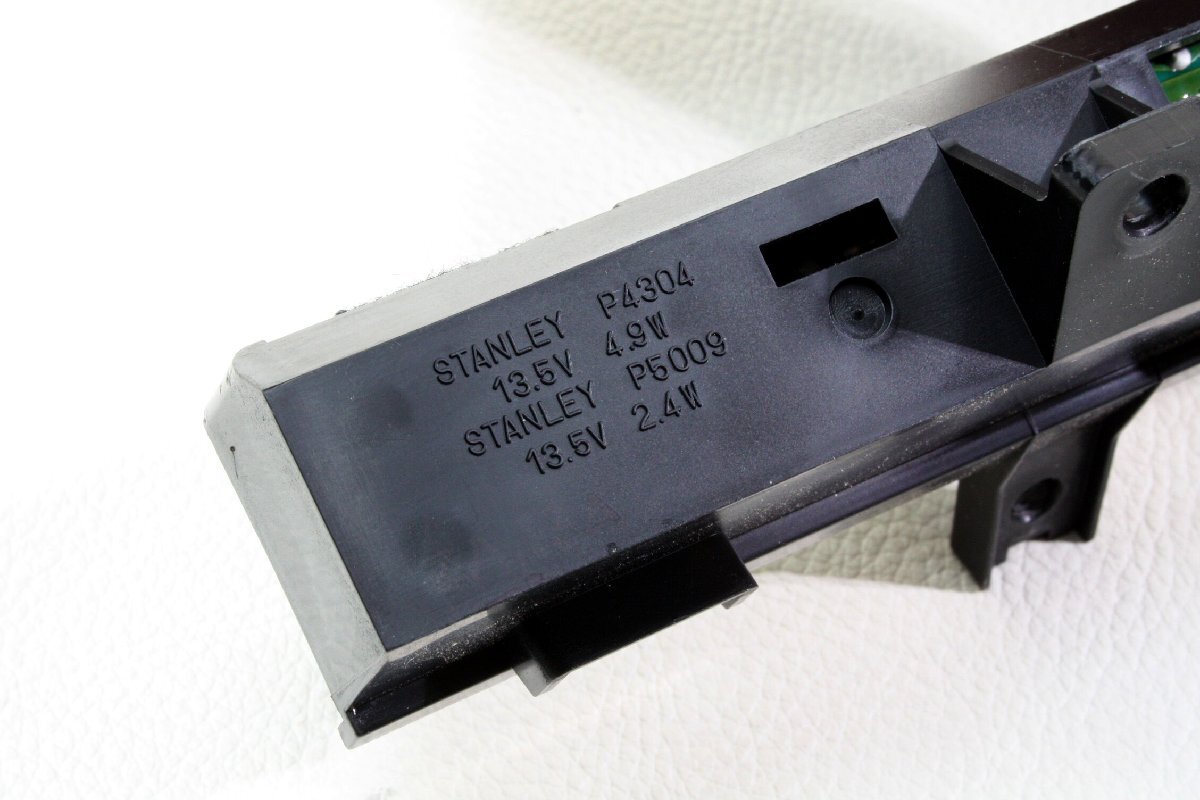 STANLEY P4304
13.5V 4.9W
STANLEY P5009
13.5V 2.4W